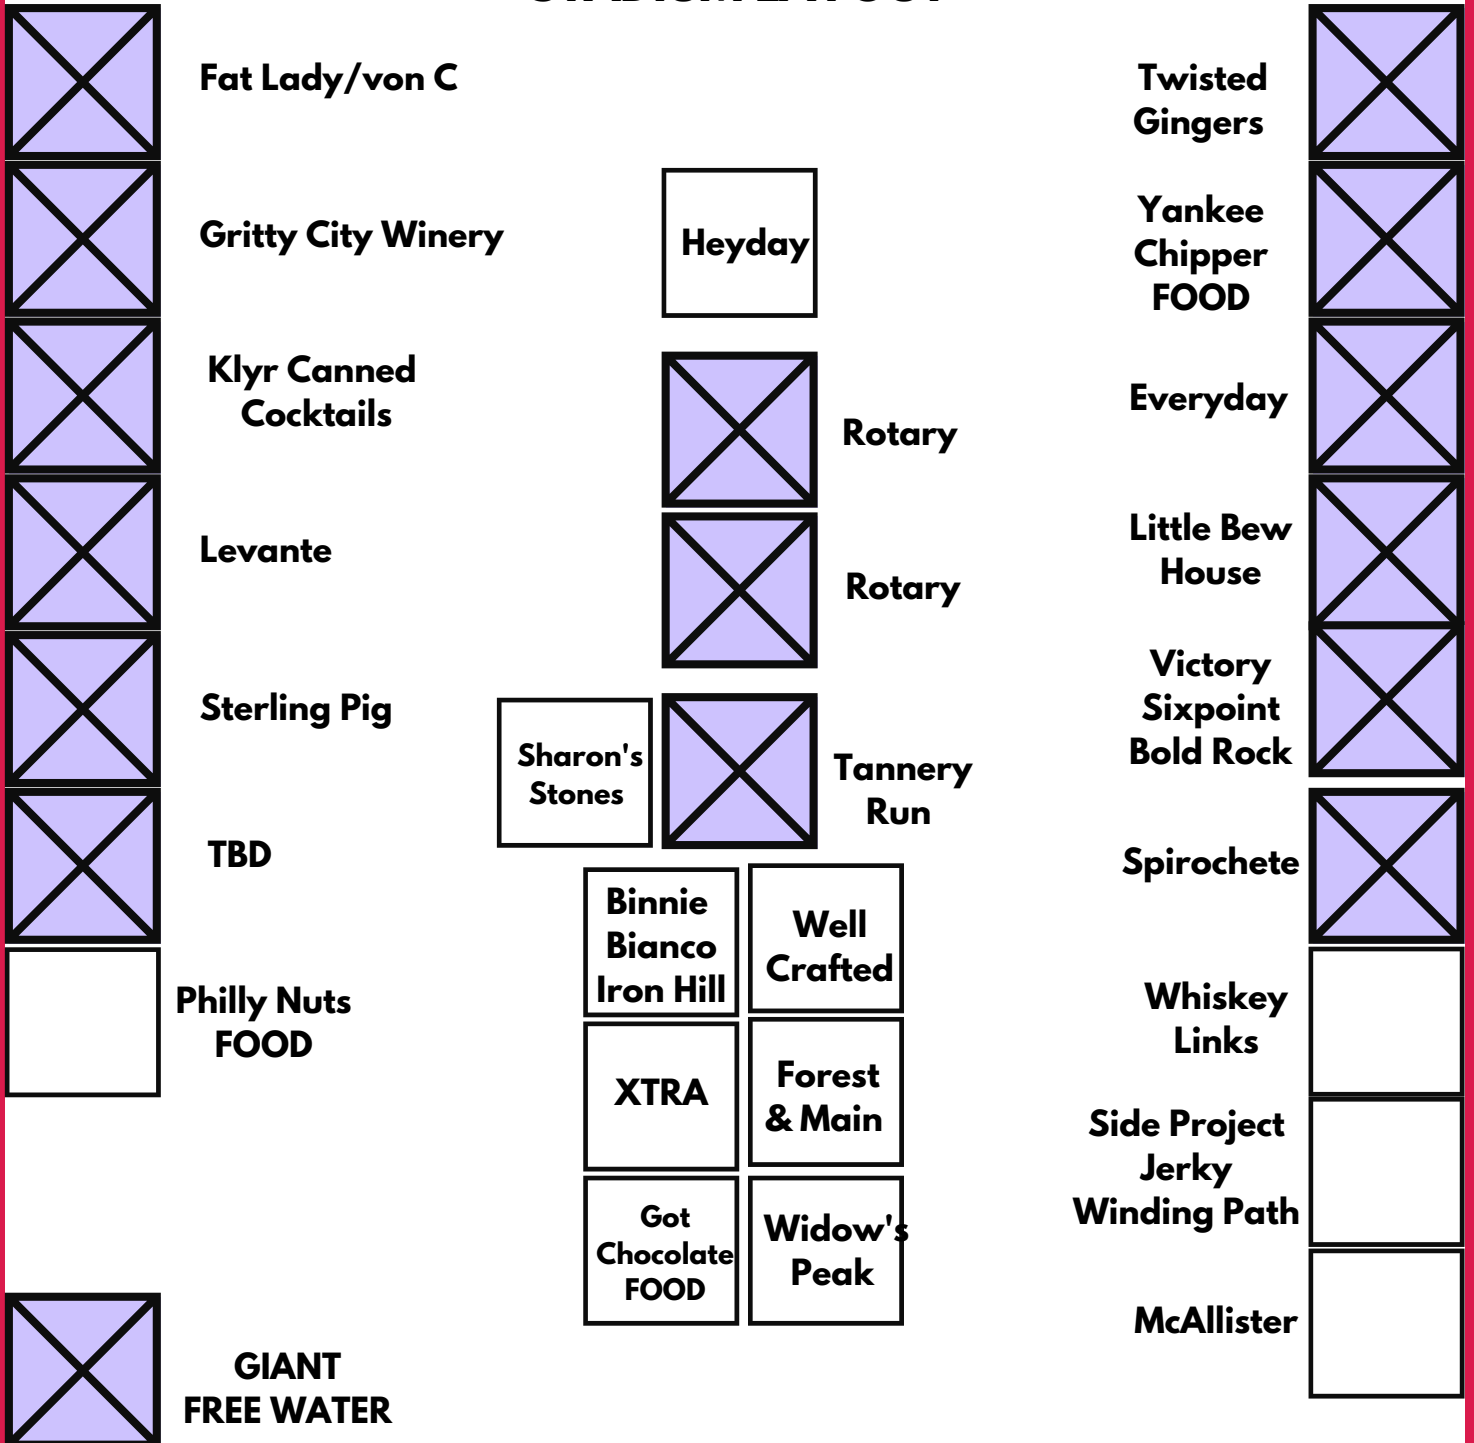 STADIUM LAYOUT
Fat Lady/von C
Gritty City Winery
Klyr Canned
Cocktails
Levante
Sterling Pig
TBD
Philly Nuts
FOOD
GIANT
FREE WATER
Heyday
Rotary
Rotary
Sharon's
Stones
Tannery
Run
Binnie
Bianco
Iron Hill
Well
Crafted
XTRA
Forest
& Main
Got
Chocolate
FOOD
Widow's
Peak
Twisted
Gingers
Yankee
Chipper
FOOD
Everyday
Little Bew
House
Victory
Sixpoint
Bold Rock
Spirochete
Whiskey
Links
Side Project
Jerky
Winding Path
McAllister